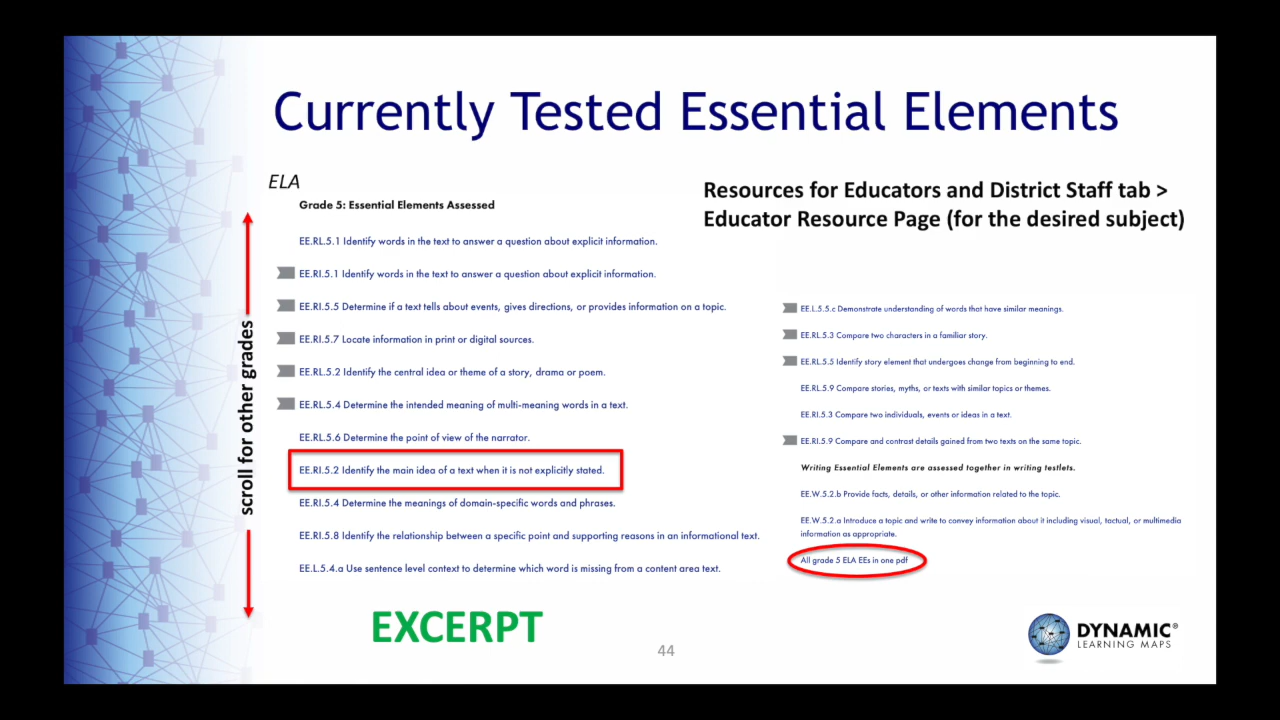 Currently Tested Essential Elements
ELA
Grade 5: Essential Elements Assessed
EE.RL.5.1 Identify words in the text to answer a question about explicit information.
EE.RI.5.1 Identify words in the text to answer a question about explicit information.
EE.RI.5.5 Determine if a text tells about events, gives directions, or provides information on a topic.
EE.RI.5.7 Locate information in print or digital sources.
EE.RL.5.2 Identify the central idea or theme of a story, drama or poem.
EE.RL.5.4 Determine the intended meaning of multi-meaning words in a text.
EE.RL.5.6 Determine the point of view of the narrator.
EE.RI.5.2 Identify the main idea of a text when it is not explicitly stated.
EE.RI.5.4 Determine the meanings of domain-specific words and phrases.
EE.RI.5.8 Identify the relationship between a specific point and supporting reasons in an informational text.
EE.L.5.4.a Use sentence level context to determine which word is missing from a content area text.
scroll for other grades
Resources for Educators and District Staff tab >
Educator Resource Page (for the desired subject)
EE.L.5.5.c Demonstrate understanding of words that have similar meanings.
EE.RL.5.3 Compare two characters in a familiar story.
EE.RL.5.5 Identify story element that undergoes change from beginning to end.
EE.RL.5.9 Compare stories, myths, or texts with similar topics or themes.
EE.RI.5.3 Compare two individuals, events or ideas in a text.
EE.RI.5.9 Compare and contrast details gained from two texts on the same topic.
Writing Essential Elements are assessed together in writing testlets.
EE.W.5.2.b Provide facts, details, or other information related to the topic.
EE.W.5.2.a Introduce a topic and write to convey information about it including visual, tactual, or multimedia
information as appropriate.
All grade 5 ELA EEs in one pdf
EXCERPT
44
DYNAMIC®
LEARNING MAPS